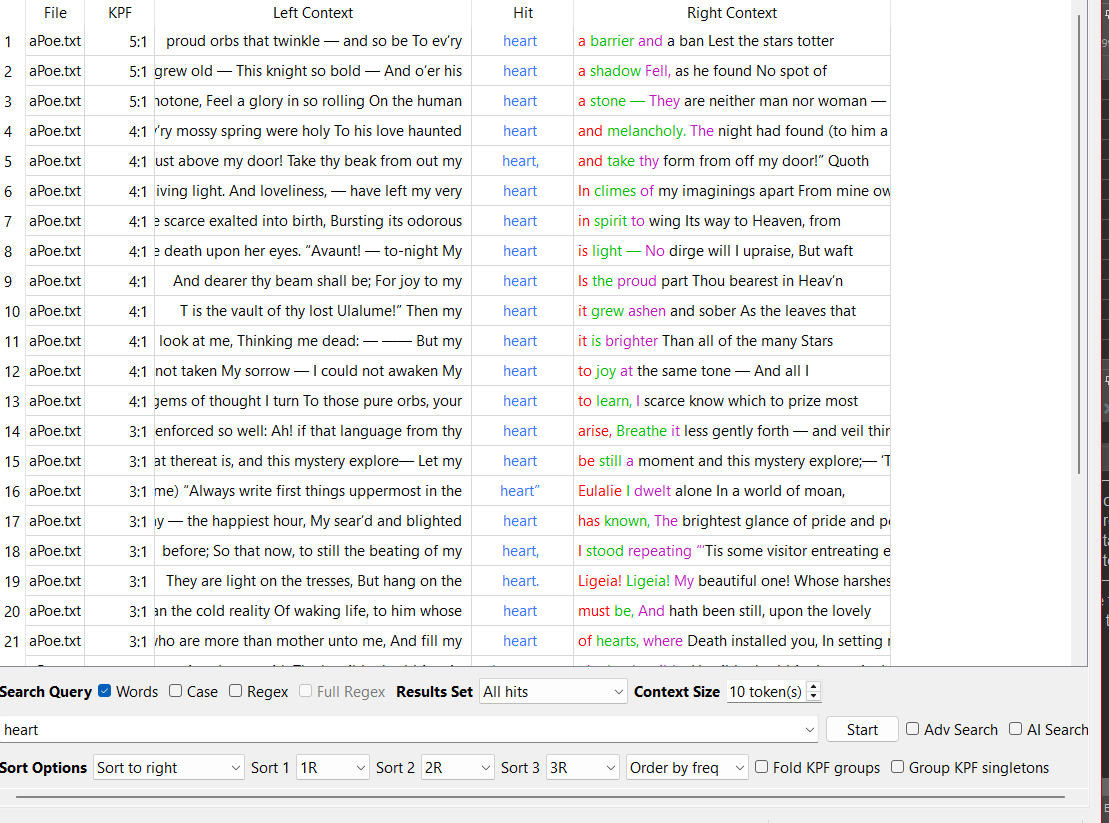 File KPF Left Context Hit Right Context
1 aPoe.txt 5:1 proud orbs that twinkle — and so be To ev’ry heart a barrier and a ban Lest the stars totter
2 aPoe.txt 5:1 grew old — This knight so bold — And o’er his heart a shadow Fell, as he found No spot of
3 aPoe.txt 5:1 notone, Feel a glory in so rolling On the human heart a stone — They are neither man nor woman —
4 aPoe.txt 4:1 ’ry mossy spring were holy To his love haunted heart and melancholy. The night had found (to him a
5 aPoe.txt 4:1 ust above my door! Take thy beak from out my heart, and take thy form from off my door!” Quoth
6 aPoe.txt 4:1 iving light. And loveliness, — have left my very heart In climes of my imaginings apart From mine ow
7 aPoe.txt 4:1 e scarce exalted into birth, Bursting its odorous heart in spirit to wing Its way to Heaven, from
8 aPoe.txt 4:1 e death upon her eyes. “Avaunt! — to-night My heart is light — No dirge will I upraise, But waft
9 aPoe.txt 4:1 And dearer thy beam shall be; For joy to my heart Is the proud part Thou bearest in Heav’n
10 aPoe.txt 4:1 T is the vault of thy lost Ulalume!” Then my heart it grew ashen and sober As the leaves that
11 aPoe.txt 4:1 look at me, Thinking me dead: — —— But my heart it is brighter Than all of the many Stars
12 aPoe.txt 4:1 not taken My sorrow — I could not awaken My heart to joy at the same tone — And all I
13 aPoe.txt 4:1 gems of thought I turn To those pure orbs, your heart to learn, I scarce know which to prize most
14 aPoe.txt 3:1 enforced so well: Ah! if that language from thy heart arise, Breathe it less gently forth — and veil thin
15 aPoe.txt 3:1 at thereat is, and this mystery explore— Let my heart be still a moment and this mystery explore;— ’T
16 aPoe.txt 3:1 me) “Always write first things uppermost in the heart” Eulalie I dwelt alone In a world of moan,
17 aPoe.txt 3:1 y — the happiest hour, My sear’d and blighted heart has known, The brightest glance of pride and po
18 aPoe.txt 3:1 before; So that now, to still the beating of my heart, I stood repeating “’Tis some visitor entreating e
19 aPoe.txt 3:1 They are light on the tresses, But hang on the heart. Ligeia! Ligeia! My beautiful one! Whose harshes
20 aPoe.txt 3:1 an the cold reality Of waking life, to him whose heart must be, And hath been still, upon the lovely
21 aPoe.txt 3:1 who are more than mother unto me, And fill my heart of hearts, where Death installed you, In setting
Search Query Words Case Regex Full Regex Results Set All hits Context Size 10 token(s)
heart Start Adv Search AI Search
Sort Options Sort to right Sort 1 1R Sort 2 2R Sort 3 3R Order by freq Fold KPF groups Group KPF singletons